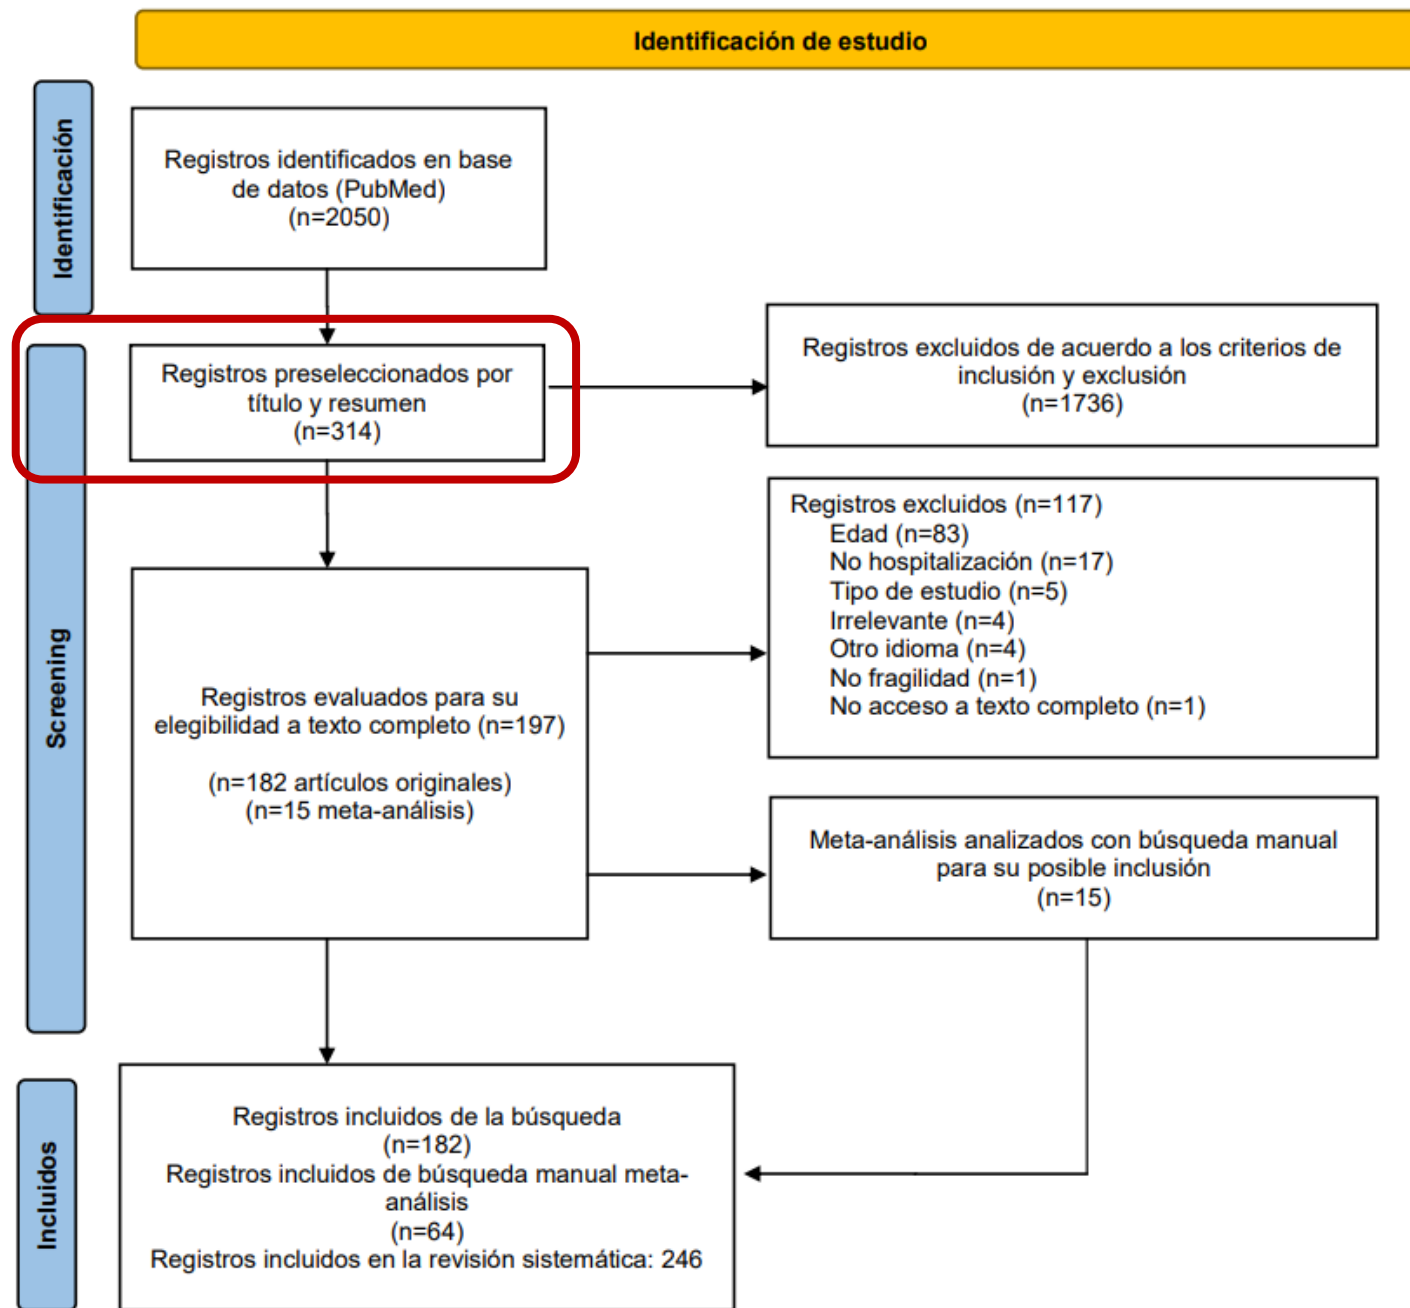 Identificación de estudio
Identificación
Registros identificados en base
de datos (PubMed)
(n=2050)
Screening
Registros preseleccionados por
título y resumen
(n=314)
Registros excluidos de acuerdo a los criterios de
inclusión y exclusión
(n=1736)
Registros excluidos (n=117)
Edad (n=83)
No hospitalización (n=17)
Tipo de estudio (n=5)
Irrelevante (n=4)
Otro idioma (n=4)
No fragilidad (n=1)
No acceso a texto completo (n=1)
Registros evaluados para su
elegibilidad a texto completo (n=197)
(n=182 artículos originales)
(n=15 meta-análisis)
Meta-análisis analizados con búsqueda manual
para su posible inclusión
(n=15)
Incluidos
Registros incluidos de la búsqueda
(n=182)
Registros incluidos de búsqueda manual meta-
análisis
(n=64)
Registros incluidos en la revisión sistemática: 246